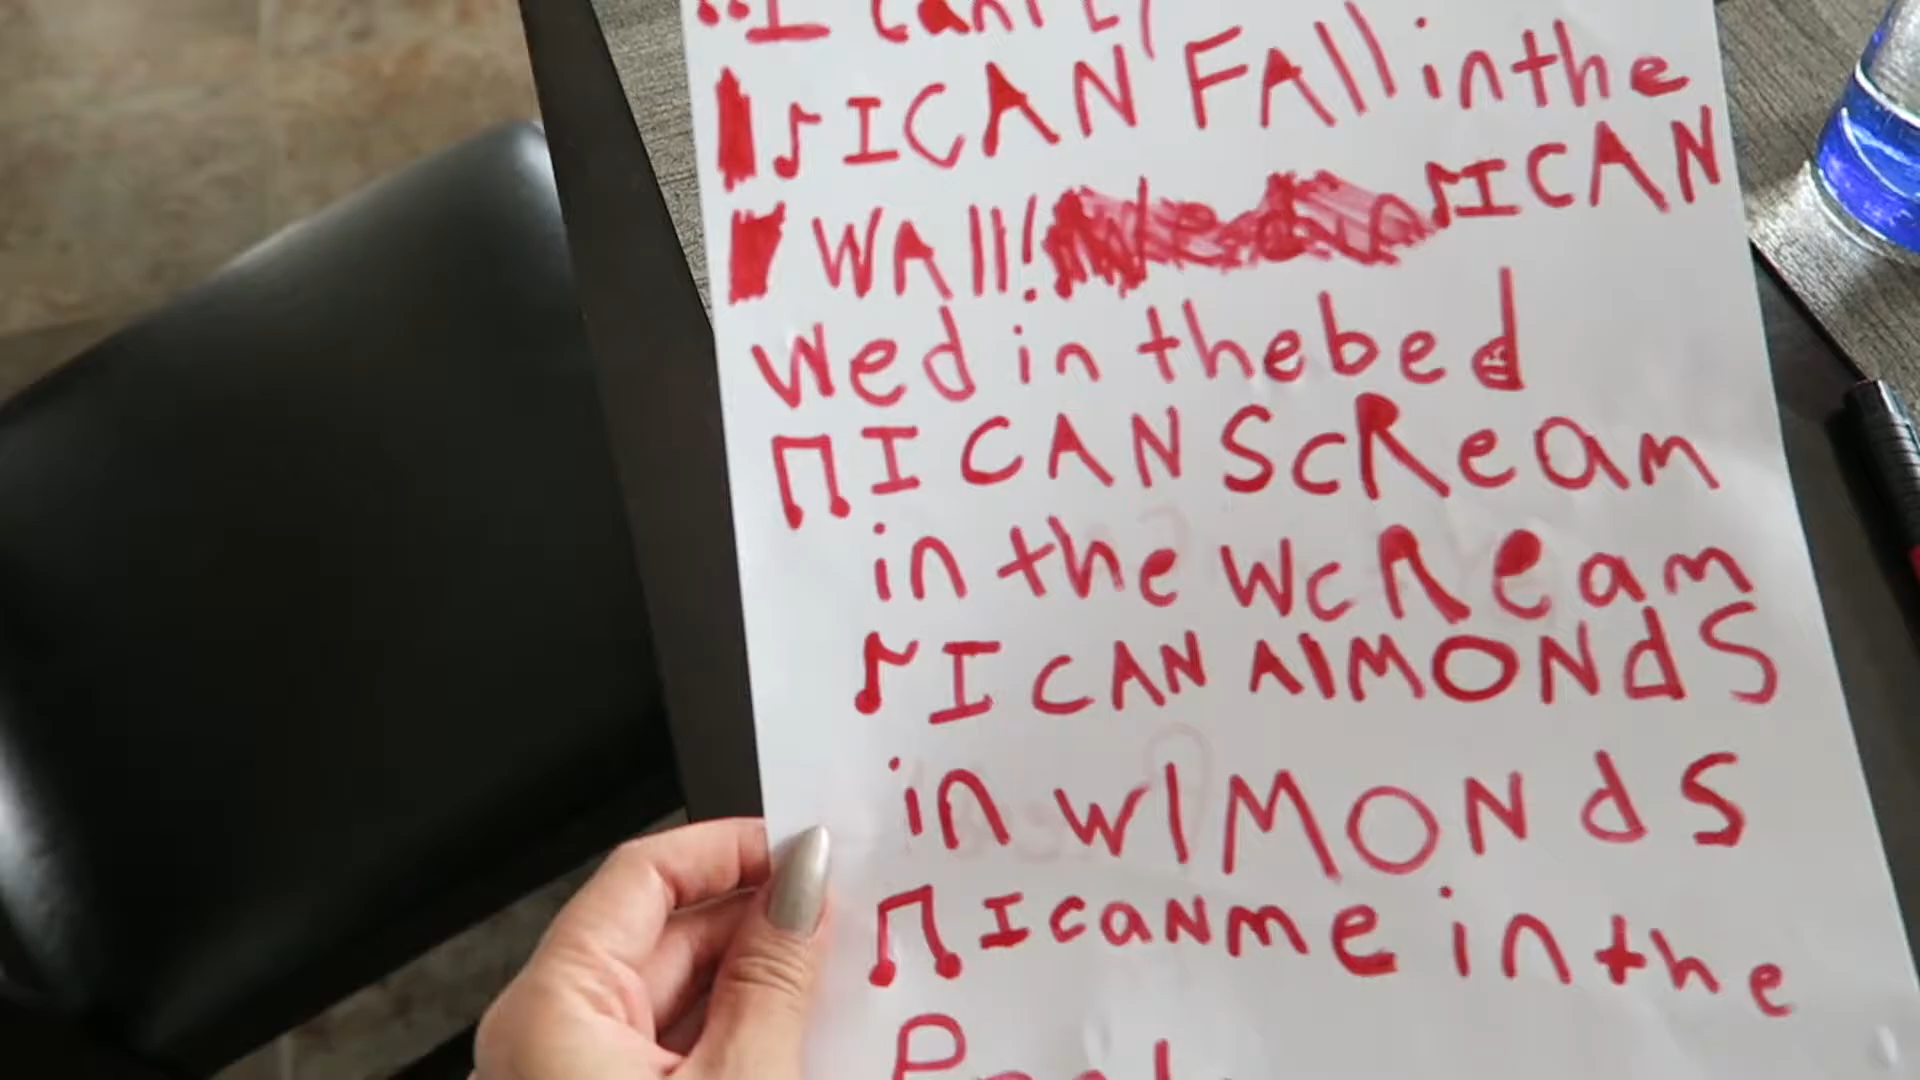 I can
♪ I CAN FAll in the
WAll! ♪ I CAN
wed in the bed
♫ I CAN ScReam
in the WcReam
♪ I CAN AlMONdS
in WlMONdS
♫ I caN me in the